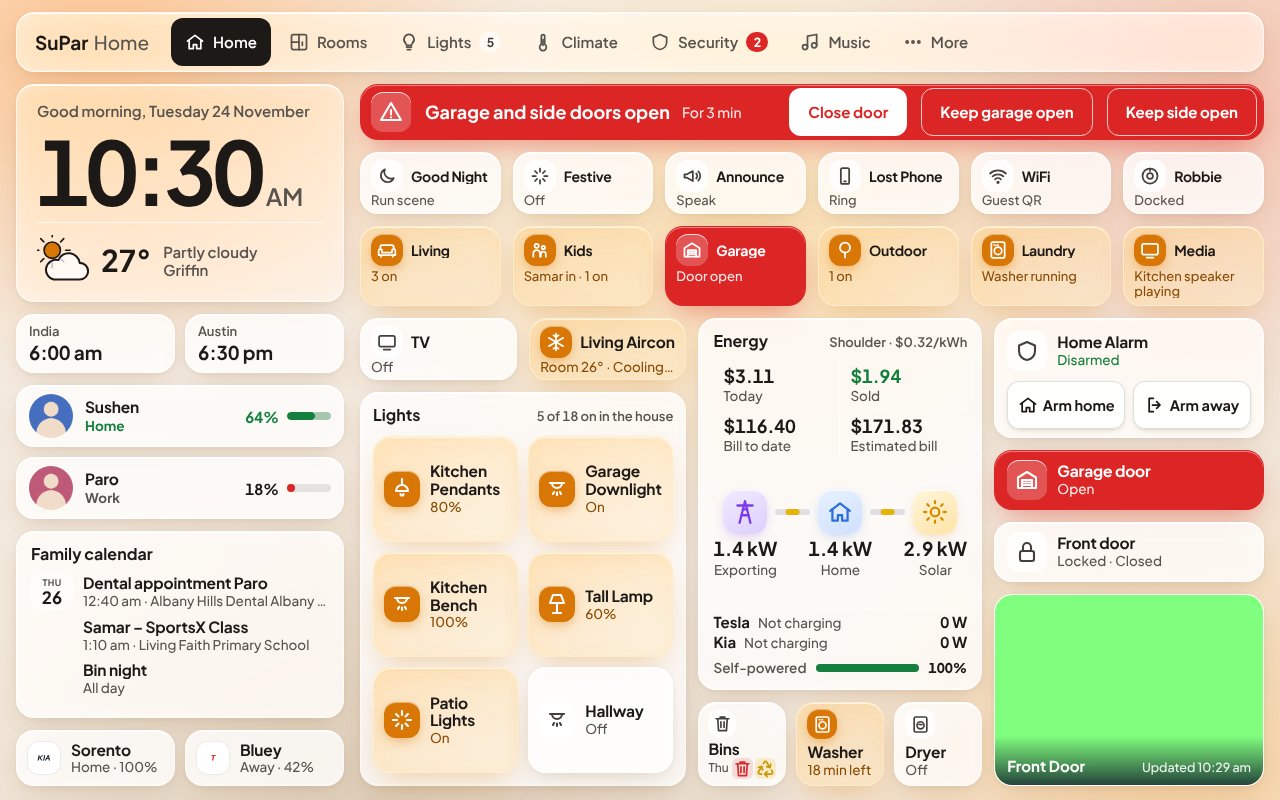 SuPar Home
Home
Rooms
Lights 5
Climate
Security 2
Music
More
Good morning, Tuesday 24 November
10:30 AM
27°
Partly cloudy
Griffin
India
6:00 am
Austin
6:30 pm
Sushen
Home
64%
Paro
Work
18%
Family calendar
THU
26
Dental appointment Paro
12:40 am · Albany Hills Dental Albany ...
Samar – SportsX Class
1:10 am · Living Faith Primary School
Bin night
All day
KIA
Sorento
Home · 100%
T
Bluey
Away · 42%
Garage and side doors open For 3 min
Close door
Keep garage open
Keep side open
Good Night
Run scene
Festive
Off
Announce
Speak
Lost Phone
Ring
WiFi
Guest QR
Robbie
Docked
Living
3 on
Kids
Samar in · 1 on
Garage
Door open
Outdoor
1 on
Laundry
Washer running
Media
Kitchen speaker
playing
TV
Off
Living Aircon
Room 26° · Cooling...
Lights
5 of 18 on in the house
Kitchen
Pendants
80%
Garage
Downlight
On
Kitchen
Bench
100%
Tall Lamp
60%
Patio
Lights
On
Hallway
Off
Energy
Shoulder · $0.32/kWh
$3.11
Today
$1.94
Sold
$116.40
Bill to date
$171.83
Estimated bill
1.4 kW
Exporting
1.4 kW
Home
2.9 kW
Solar
Tesla Not charging 0 W
Kia Not charging 0 W
Self-powered 100%
Bins
Thu
Washer
18 min left
Dryer
Off
Home Alarm
Disarmed
Arm home
Arm away
Garage door
Open
Front door
Locked · Closed
Front Door
Updated 10:29 am